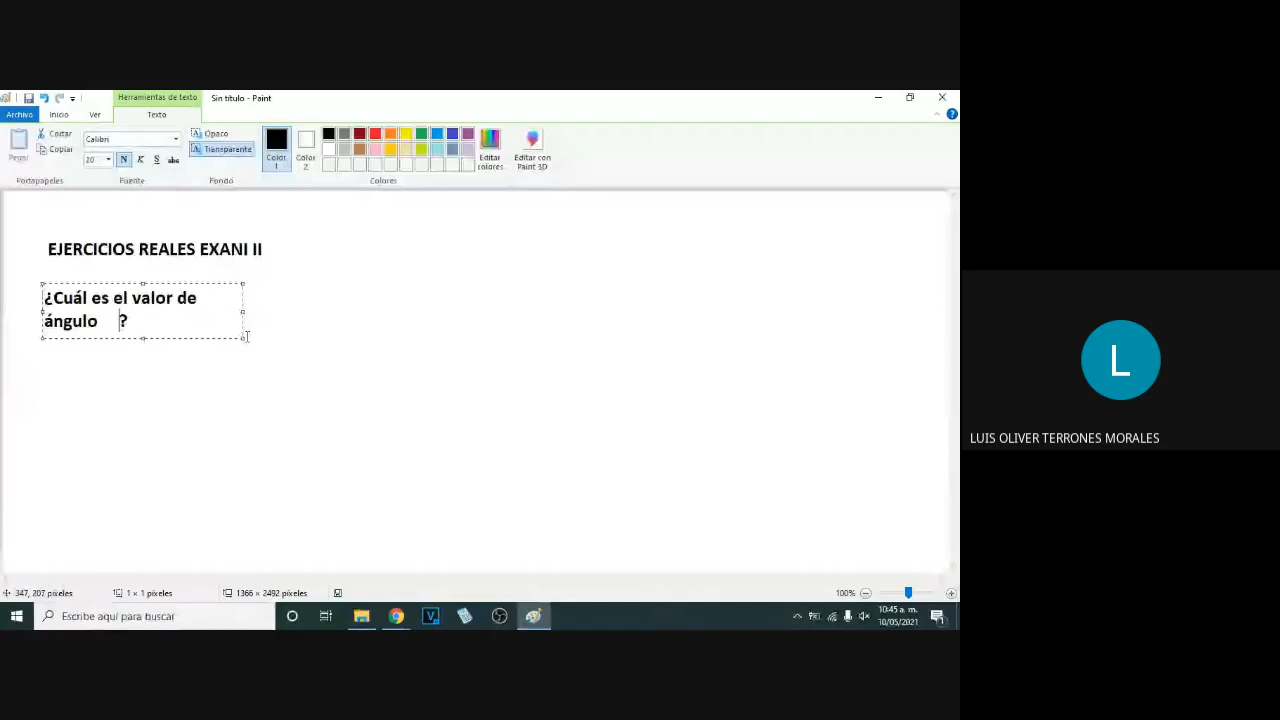 Herramientas de texto
Sin título - Paint
Archivo
Inicio
Ver
Texto
Pegar
Cortar
Copiar
Portapapeles
Calibri
20
N K S abc
Fuente
Opaco
Transparente
Fondo
Color 1
Color 2
Editar colores
Editar con Paint 3D
Colores
EJERCICIOS REALES EXANI II
¿Cuál es el valor de
ángulo ?
L
LUIS OLIVER TERRONES MORALES
347, 207 píxeles
1 × 1 píxeles
1366 × 2492 píxeles
100%
Escribe aquí para buscar
10:45 a. m.
10/05/2021